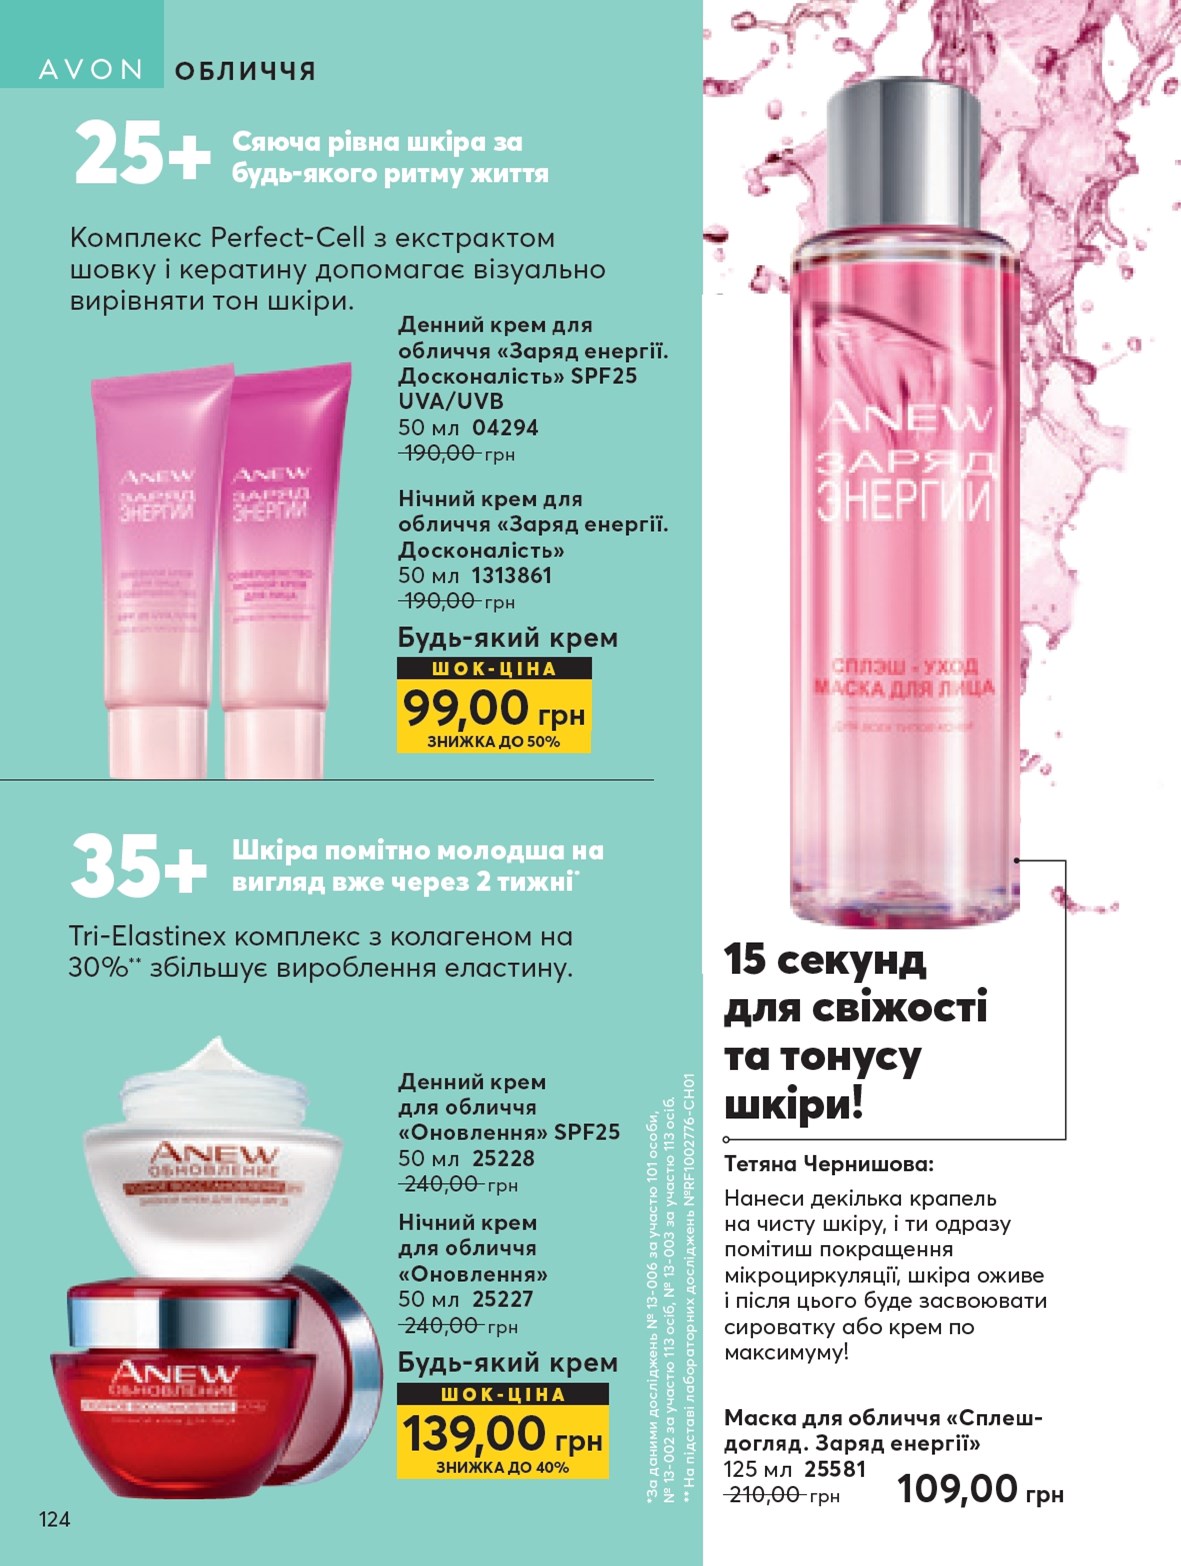 AVON ОБЛИЧЧЯ
25+
Сяюча рівна шкіра за
будь-якого ритму життя
Комплекс Perfect-Cell з екстрактом
шовку і кератину допомагає візуально
вирівняти тон шкіри.
ANEW
ЗАРЯД
ЭНЕРГИИ
ANEW
ЗАРЯД
ЭНЕРГИИ
СОВЕРШЕНСТВО
НОЧНОЙ КРЕМ
ДЛЯ ЛИЦА
Денний крем для
обличчя «Заряд енергії.
Досконалість» SPF25
UVA/UVB
50 мл 04294
190,00 грн
Нічний крем для
обличчя «Заряд енергії.
Досконалість»
50 мл 1313861
190,00 грн
Будь-який крем
ШОК-ЦІНА
99,00 грн
ЗНИЖКА ДО 50%
35+
Шкіра помітно молодша на
вигляд вже через 2 тижні*
Tri-Elastinex комплекс з колагеном на
30%** збільшує вироблення еластину.
ANEW
ОБНОВЛЕНИЕ
ANEW
ОБНОВЛЕНИЕ
Денний крем
для обличчя
«Оновлення» SPF25
50 мл 25228
240,00 грн
Нічний крем
для обличчя
«Оновлення»
50 мл 25227
240,00 грн
Будь-який крем
ШОК-ЦІНА
139,00 грн
ЗНИЖКА ДО 40%
*За даними досліджень № 13-006 за участю 101 особи,
№ 13-002 за участю 113 осіб, № 13-003 за участю 113 осіб.
** На підставі лабораторних досліджень №RF1002776-CH01
ANEW
ЗАРЯД
ЭНЕРГИИ
СПЛЭШ - УХОД
МАСКА ДЛЯ ЛИЦА
ДЛЯ ВСЕХ ТИПОВ КОЖИ
15 секунд
для свіжості
та тонусу
шкіри!
Тетяна Чернишова:
Нанеси декілька крапель
на чисту шкіру, і ти одразу
помітиш покращення
мікроциркуляції, шкіра оживе
і після цього буде засвоювати
сироватку або крем по
максимуму!
Маска для обличчя «Сплеш-
догляд. Заряд енергії»
125 мл 25581
210,00 грн
109,00 грн
124